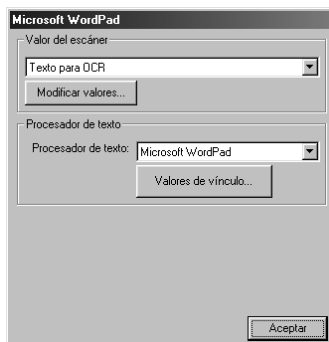 Microsoft WordPad
Valor del escáner
Texto para OCR
Modificar valores...
Procesador de texto
Procesador de texto: Microsoft WordPad
Valores de vínculo...
Aceptar